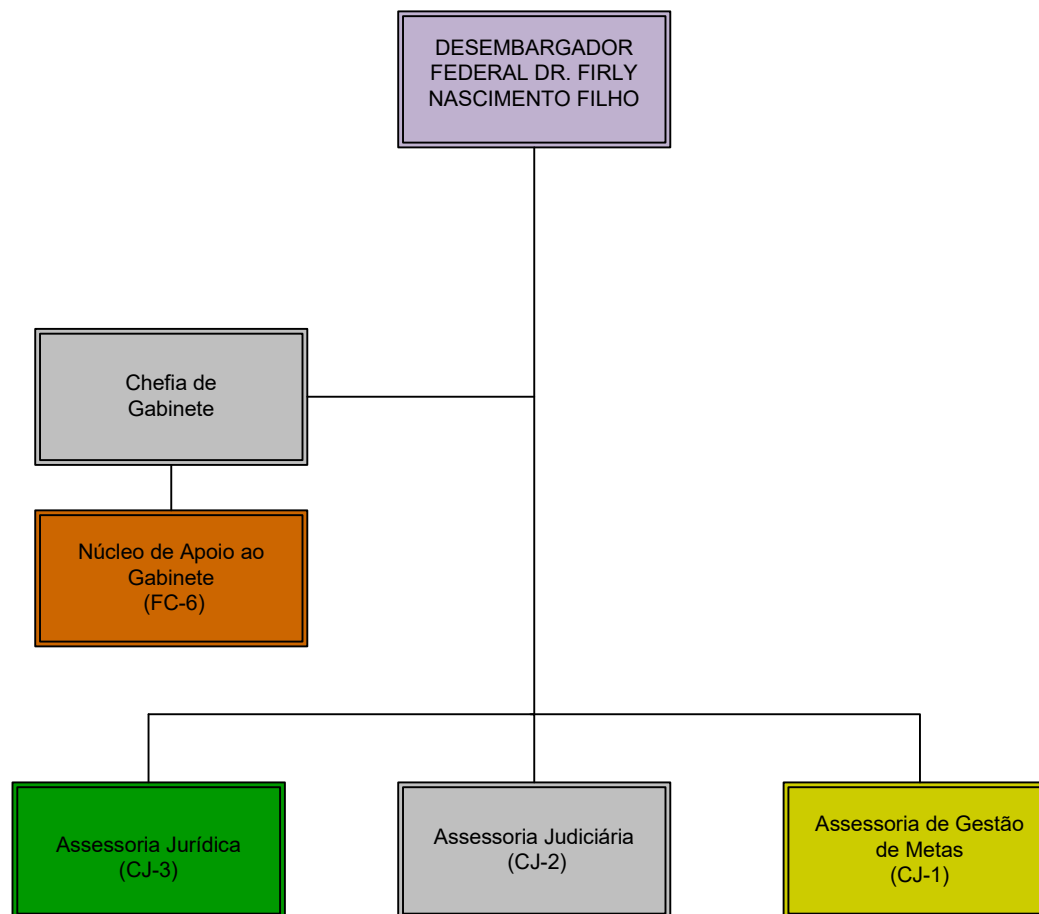 DESEMBARGADOR
FEDERAL DR. FIRLY
NASCIMENTO FILHO
Chefia de
Gabinete
Núcleo de Apoio ao
Gabinete
(FC-6)
Assessoria Jurídica
(CJ-3)
Assessoria Judiciária
(CJ-2)
Assessoria de Gestão
de Metas
(CJ-1)